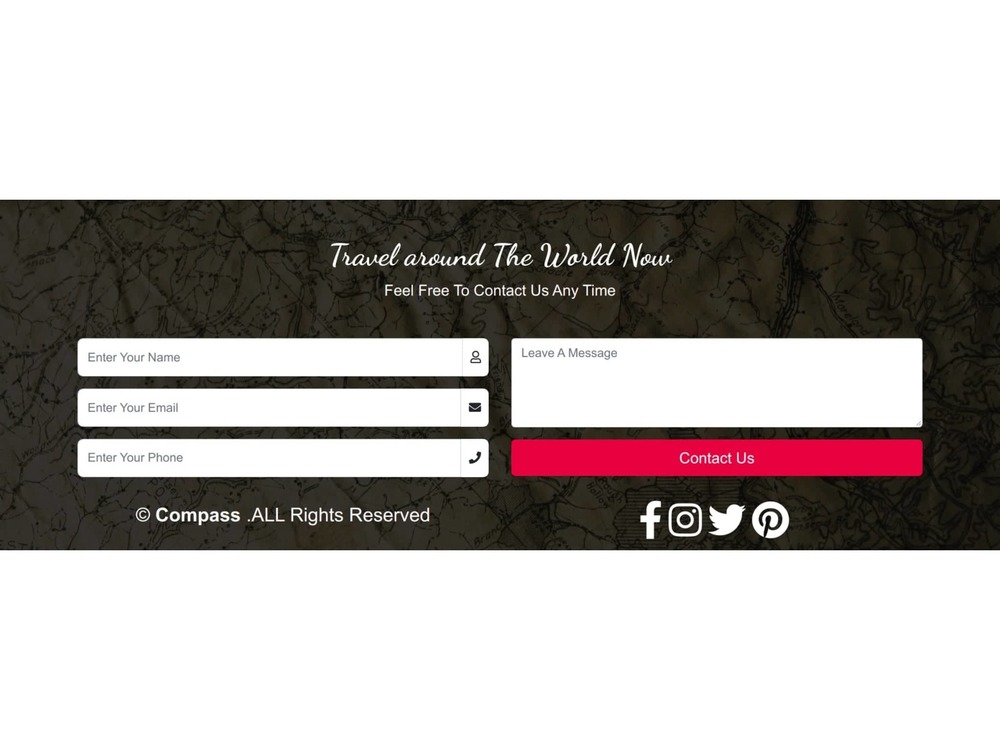 Travel around The World Now
Feel Free To Contact Us Any Time
Enter Your Name
Enter Your Email
Enter Your Phone
Leave A Message
Contact Us
© Compass .ALL Rights Reserved